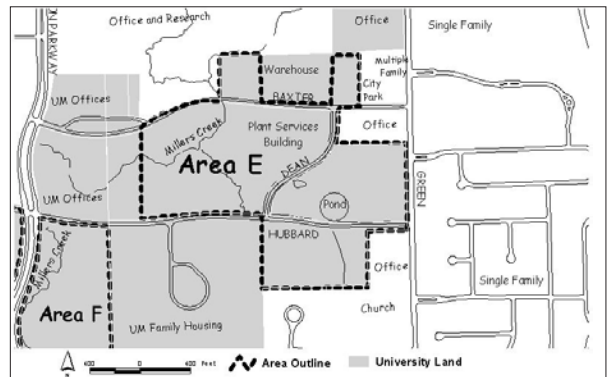 Office and Research
Office
Single Family
N PARKWAY
Warehouse
Multiple
Family
City
Park
BAXTER
UM Offices
Millers Creek
Plant Services
Building
Office
Area E
DEAN
GREEN
UM Offices
Pond
HUBBARD
Millers Creek
Office
Single Family
Area F
UM Family Housing
Church
400 0 400 Feet
Area Outline
University Land